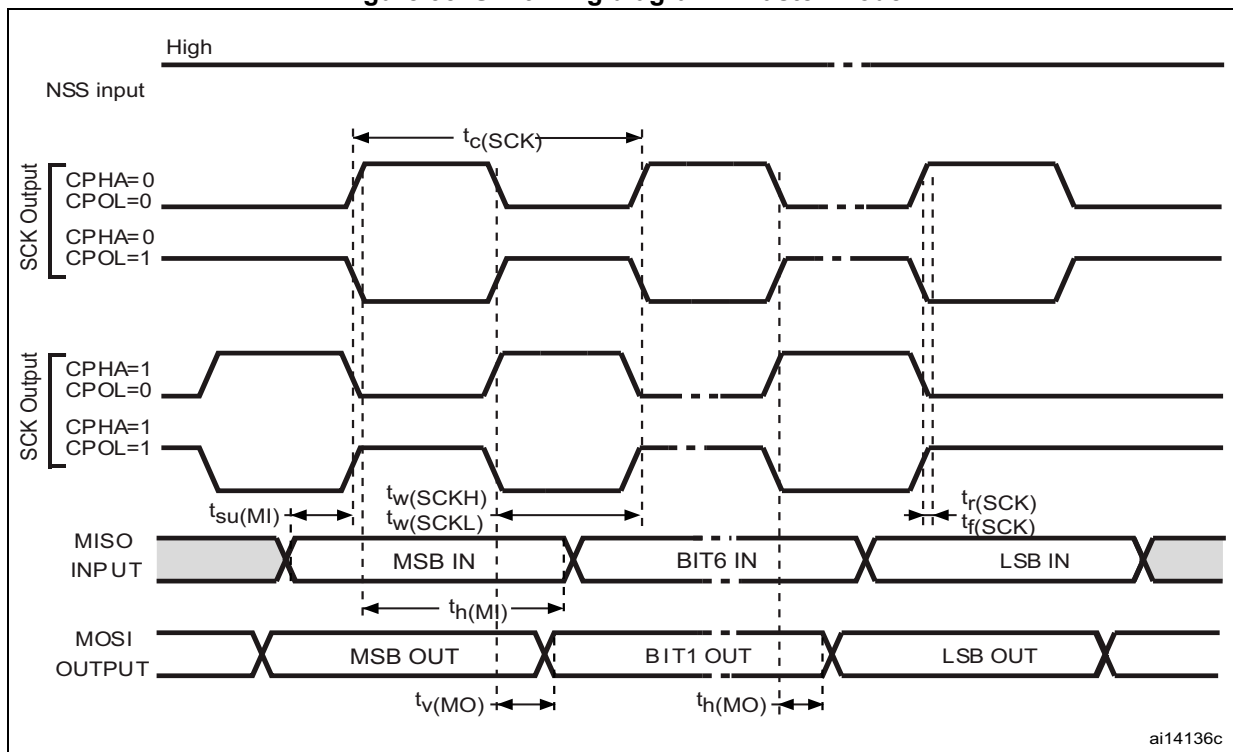 High
NSS input
tc(SCK)
SCK Output
CPHA=0
CPOL=0
CPHA=0
CPOL=1
SCK Output
CPHA=1
CPOL=0
CPHA=1
CPOL=1
tsu(MI)
tw(SCKH)
tw(SCKL)
tr(SCK)
tf(SCK)
MISO
INPUT
MSB IN
BIT6 IN
LSB IN
th(MI)
MOSI
OUTPUT
MSB OUT
BIT1 OUT
LSB OUT
tv(MO)
th(MO)
ai14136c